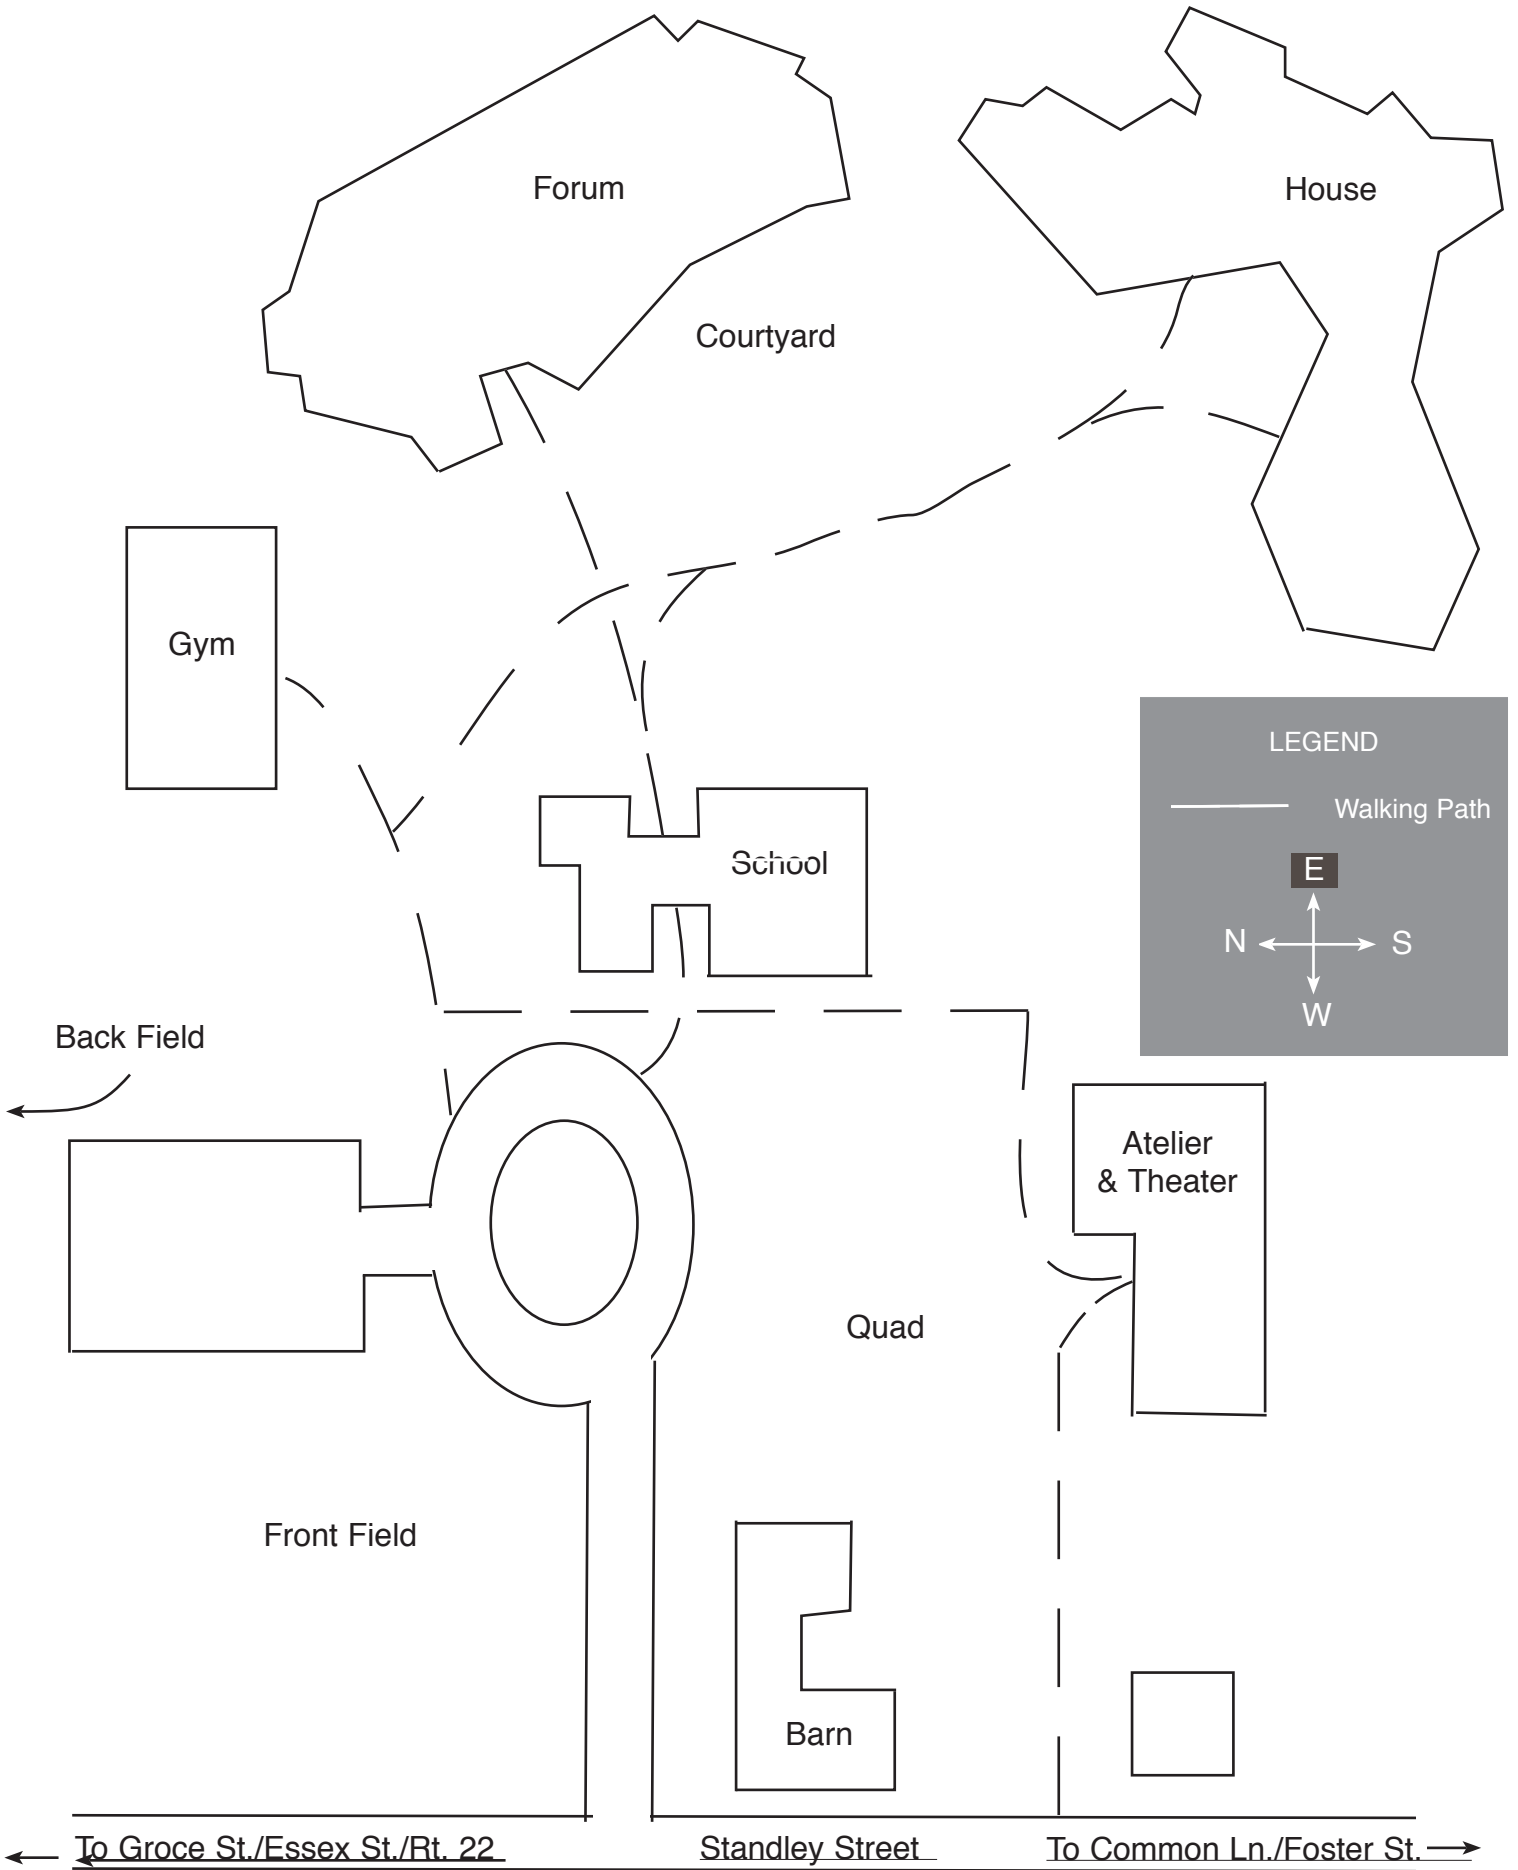 Forum
House
Courtyard
Gym
LEGEND
Walking Path
School
E
N
S
W
Back Field
Atelier
& Theater
Quad
Front Field
Barn
To Groce St./Essex St./Rt. 22
Standley Street
To Common Ln./Foster St.